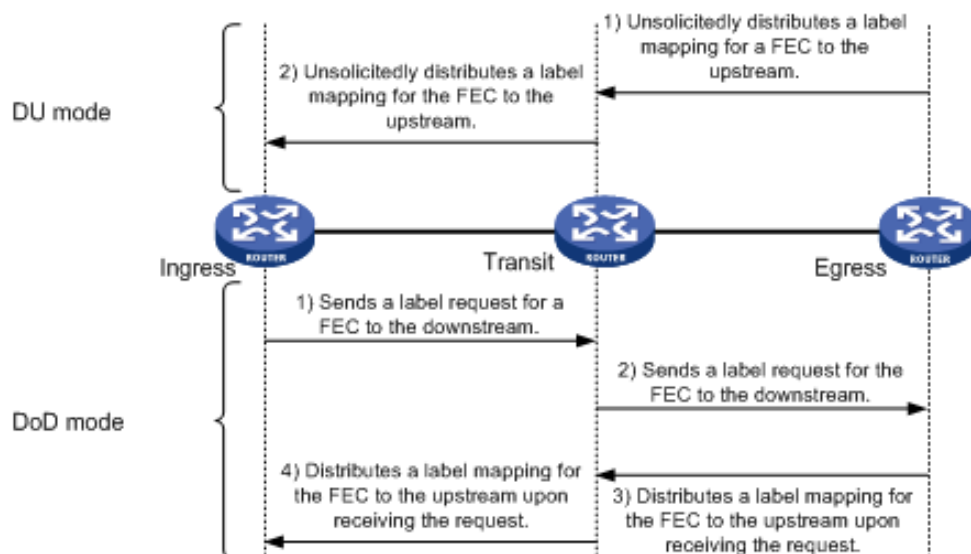 1) Unsolicitedly distributes a label
mapping for a FEC to the
upstream.
2) Unsolicitedly distributes a label
mapping for the FEC to the
upstream.
DU mode
ROUTER
ROUTER
ROUTER
Ingress
Transit
Egress
1) Sends a label request for a
FEC to the downstream.
2) Sends a label request for the
FEC to the downstream.
DoD mode
4) Distributes a label mapping for
the FEC to the upstream upon
receiving the request.
3) Distributes a label mapping for
the FEC to the upstream upon
receiving the request.